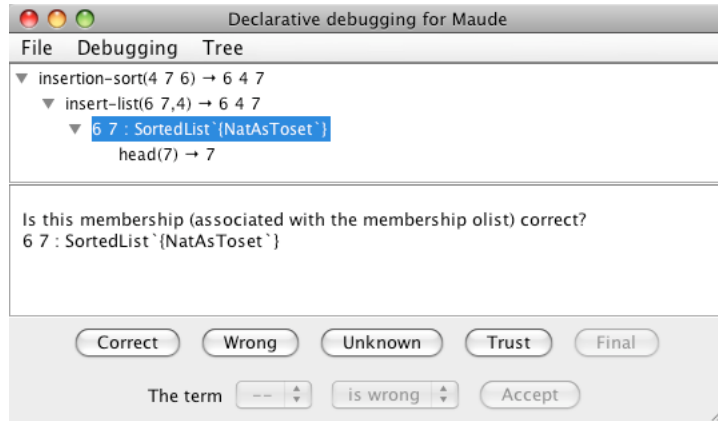 Declarative debugging for Maude
File Debugging Tree
insertion-sort(4 7 6) → 6 4 7
insert-list(6 7,4) → 6 4 7
6 7 : SortedList`{NatAsToset`}
head(7) → 7
Is this membership (associated with the membership olist) correct?
6 7 : SortedList`{NatAsToset`}
Correct Wrong Unknown Trust Final
The term -- is wrong Accept